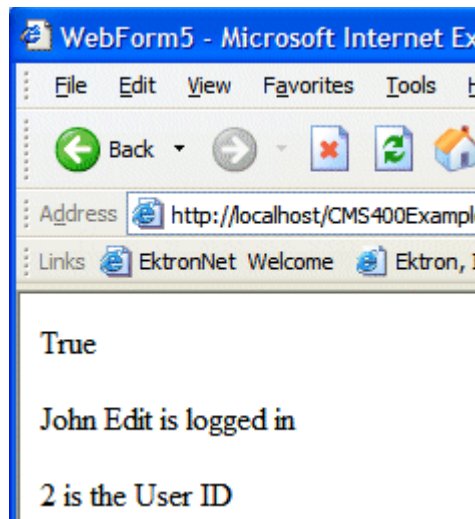 WebForm5 - Microsoft Internet Ex
File Edit View Favorites Tools H
Back
Address http://localhost/CMS400Exampl
Links EktronNet Welcome Ektron, I
True
John Edit is logged in
2 is the User ID